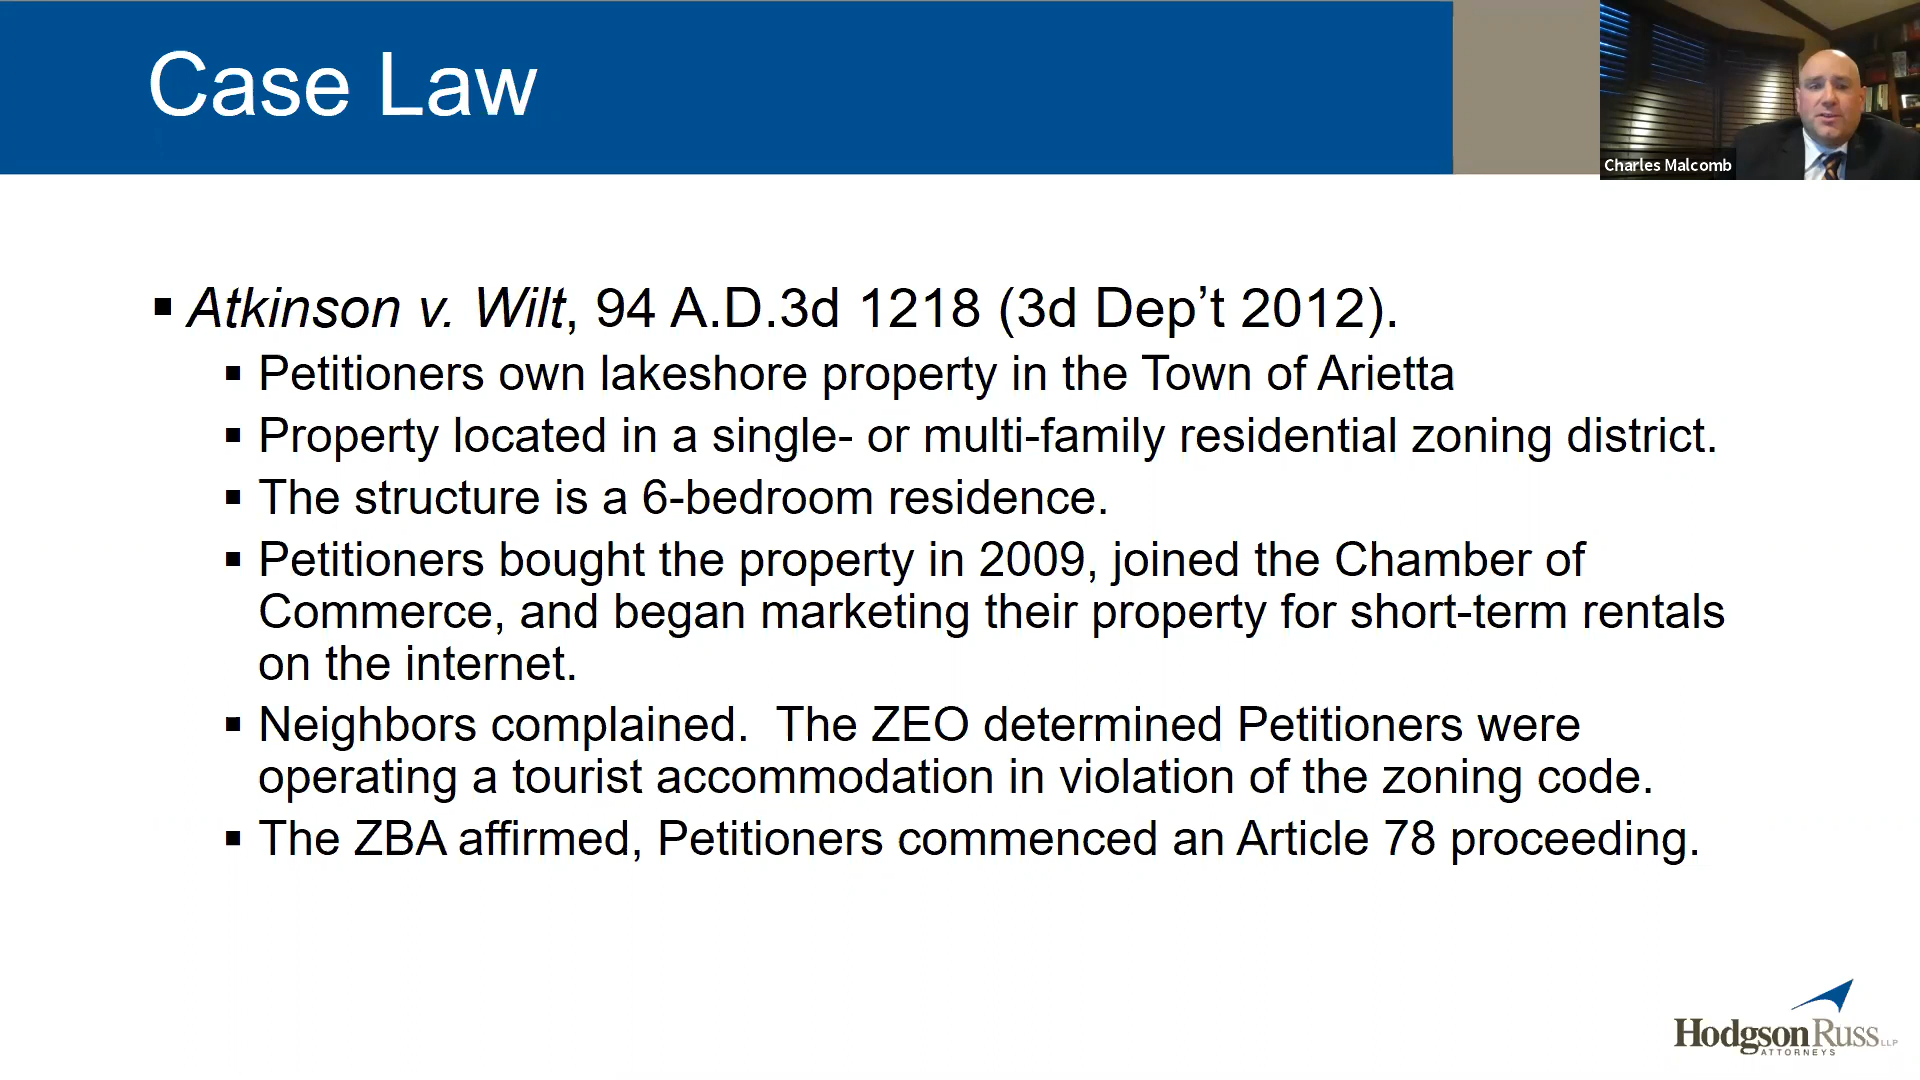 Case Law
Charles Malcomb
▪ Atkinson v. Wilt, 94 A.D.3d 1218 (3d Dep’t 2012).
▪ Petitioners own lakeshore property in the Town of Arietta
▪ Property located in a single- or multi-family residential zoning district.
▪ The structure is a 6-bedroom residence.
▪ Petitioners bought the property in 2009, joined the Chamber of
Commerce, and began marketing their property for short-term rentals
on the internet.
▪ Neighbors complained.  The ZEO determined Petitioners were
operating a tourist accommodation in violation of the zoning code.
▪ The ZBA affirmed, Petitioners commenced an Article 78 proceeding.
HodgsonRuss LLP
ATTORNEYS